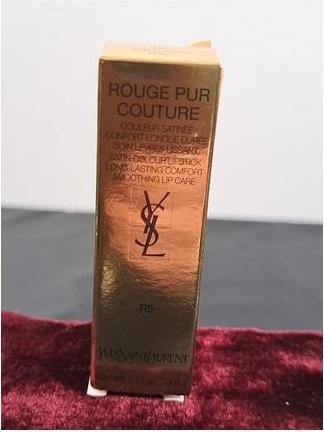 ROUGE PUR
COUTURE
COULEUR SATINÉE
CONFORT LONGUE DURÉE
SOIN LÈVRES LISSANT
SATIN COLOUR LIPSTICK
LONG-LASTING COMFORT
SMOOTHING LIP CARE
YSL
R5
YVESSAINTLAURENT